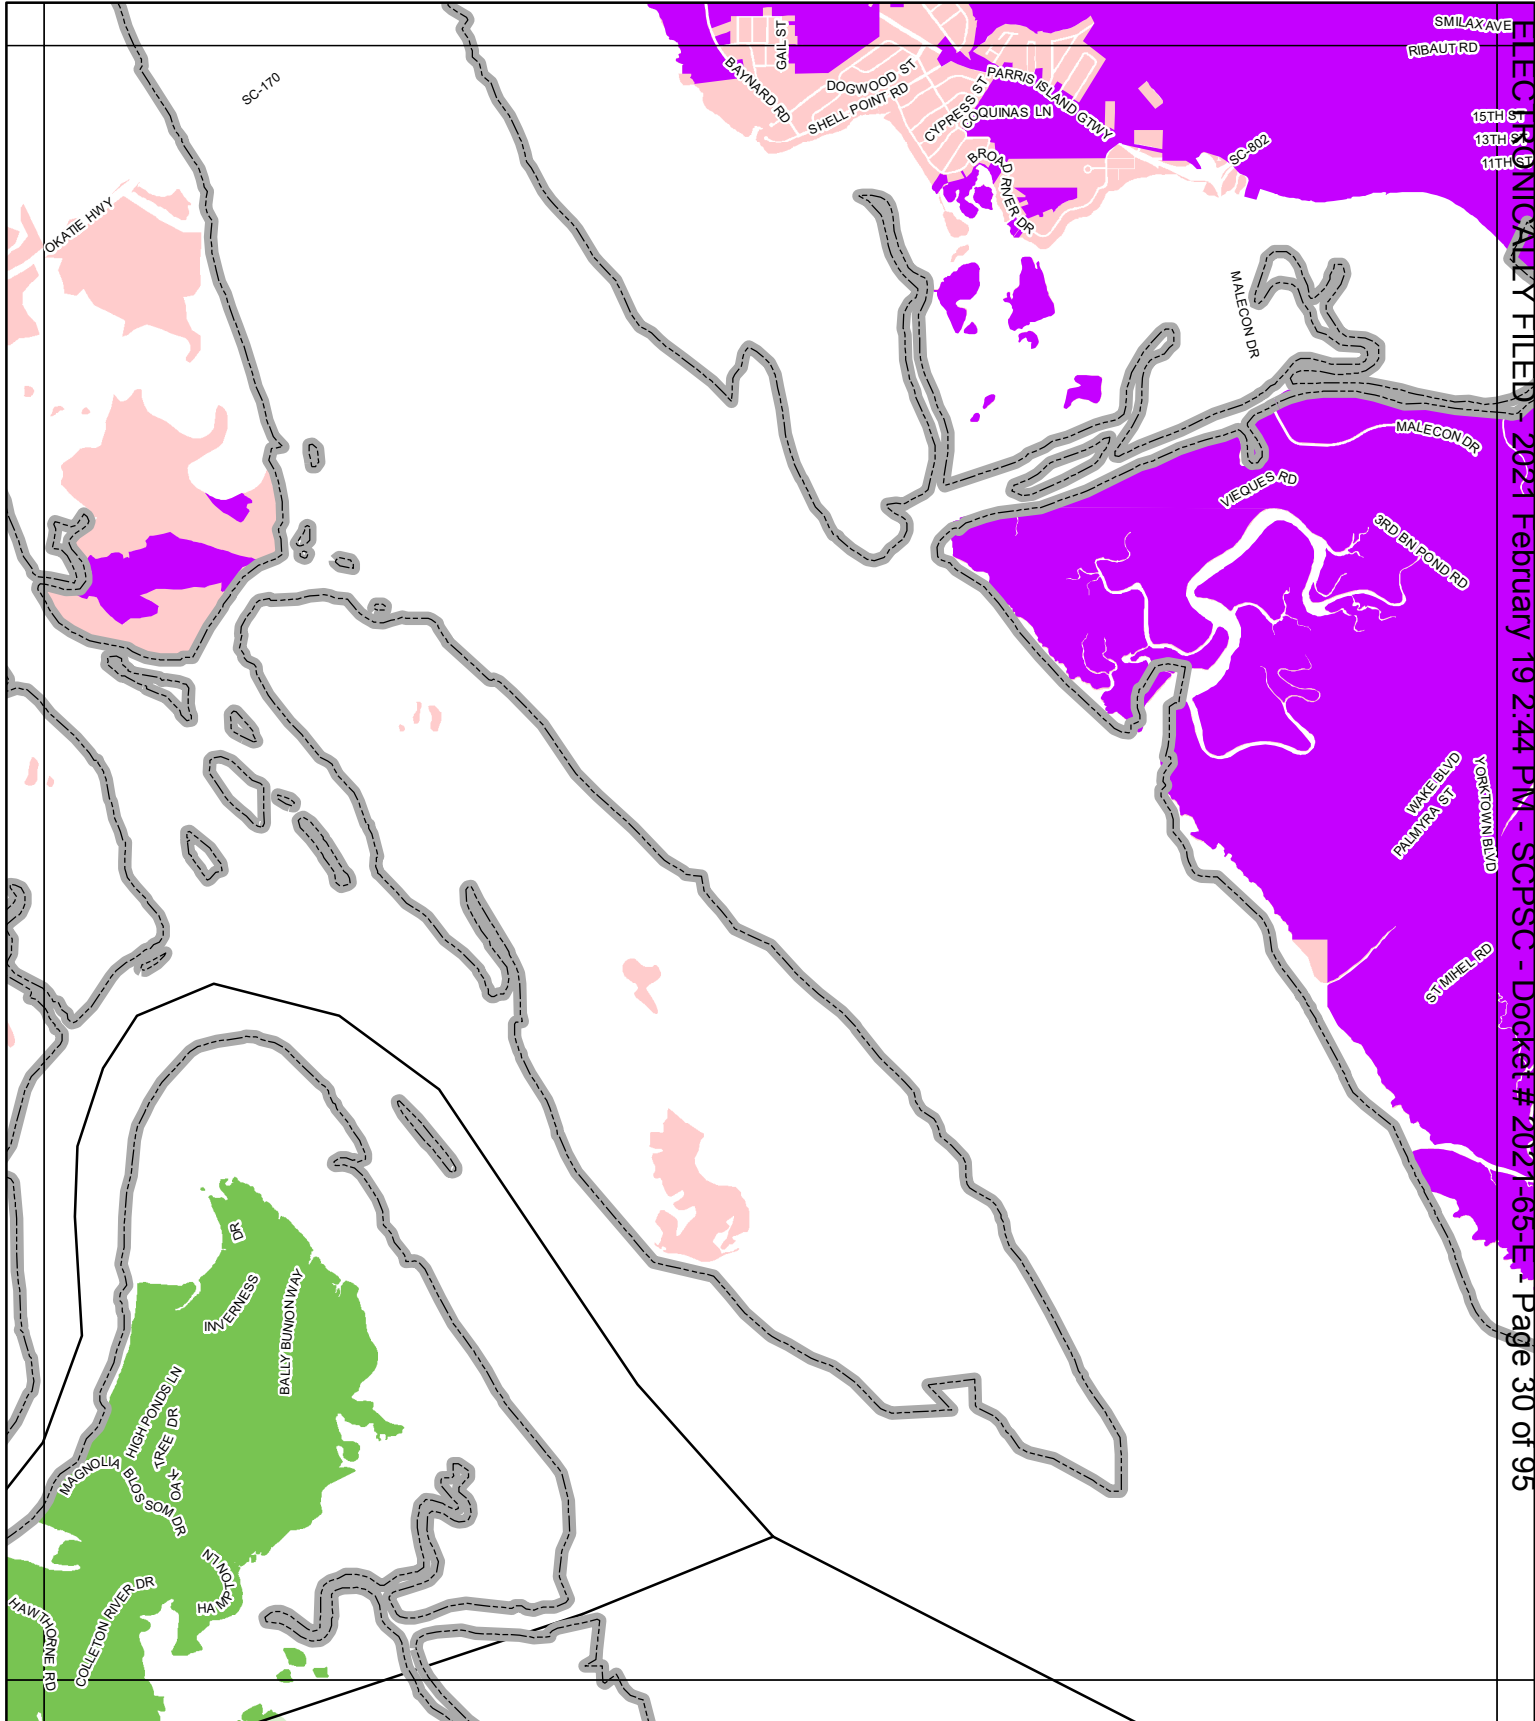 SMILAX AVE
RIBAUT RD
GAIL ST
BAYNARD RD
DOGWOOD ST
SHELL POINT RD
PARRIS ISLAND GTWY
CYPRESS ST
COQUINAS LN
BROAD RIVER DR
SC-802
15TH ST
13TH ST
11TH ST
SC-170
OKATIE HWY
MALECON DR
MALECON DR
VIEQUES RD
3RD BN POND RD
WAKE BLVD
PALMYRA ST
YORKTOWN BLVD
ST MIHIEL RD
DR
INVERNESS
BALLY BUNION WAY
HIGH PONDS LN
TREE DR
OAK
MAGNOLIA
BLOSSOM DR
HAMPTON LN
COLLETON RIVER DR
HAWTHORNE RD
ELECTRONICALLY FILED - 2021 February 19 2:44 PM - SCPSC - Docket # 2021-65-E - Page 30 of 95